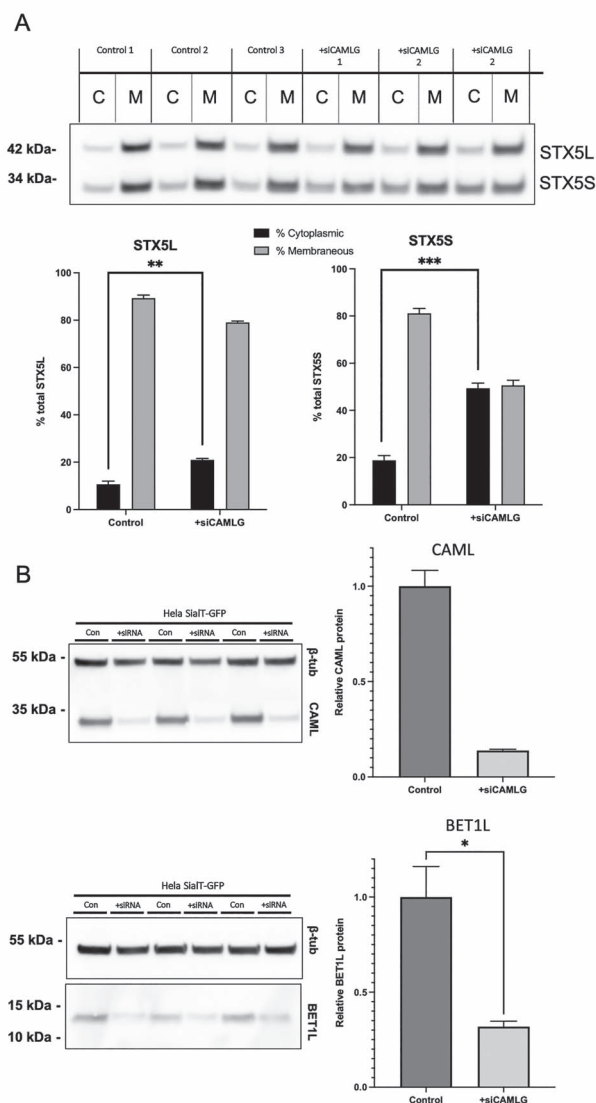 A
Control 1 Control 2 Control 3 +siCAMLG 1 +siCAMLG 2 +siCAMLG 2
C M C M C M C M C M C M
42 kDa- STX5L
34 kDa- STX5S
% Cytoplasmic
% Membraneous
STX5L
**
% total STX5L
100
80
60
40
20
0
Control +siCAMLG
STX5S
***
% total STX5S
100
80
60
40
20
0
Control +siCAMLG
B
Hela SialT-GFP
Con +siRNA Con +siRNA Con +siRNA
55 kDa - β-tub
35 kDa - CAML
CAML
Relative CAML protein
1.0
0.5
0.0
Control +siCAMLG
Hela SialT-GFP
Con +siRNA Con +siRNA Con +siRNA
55 kDa - β-tub
15 kDa - BET1L
10 kDa -
BET1L
*
Relative BET1L protein
1.0
0.5
0.0
Control +siCAMLG